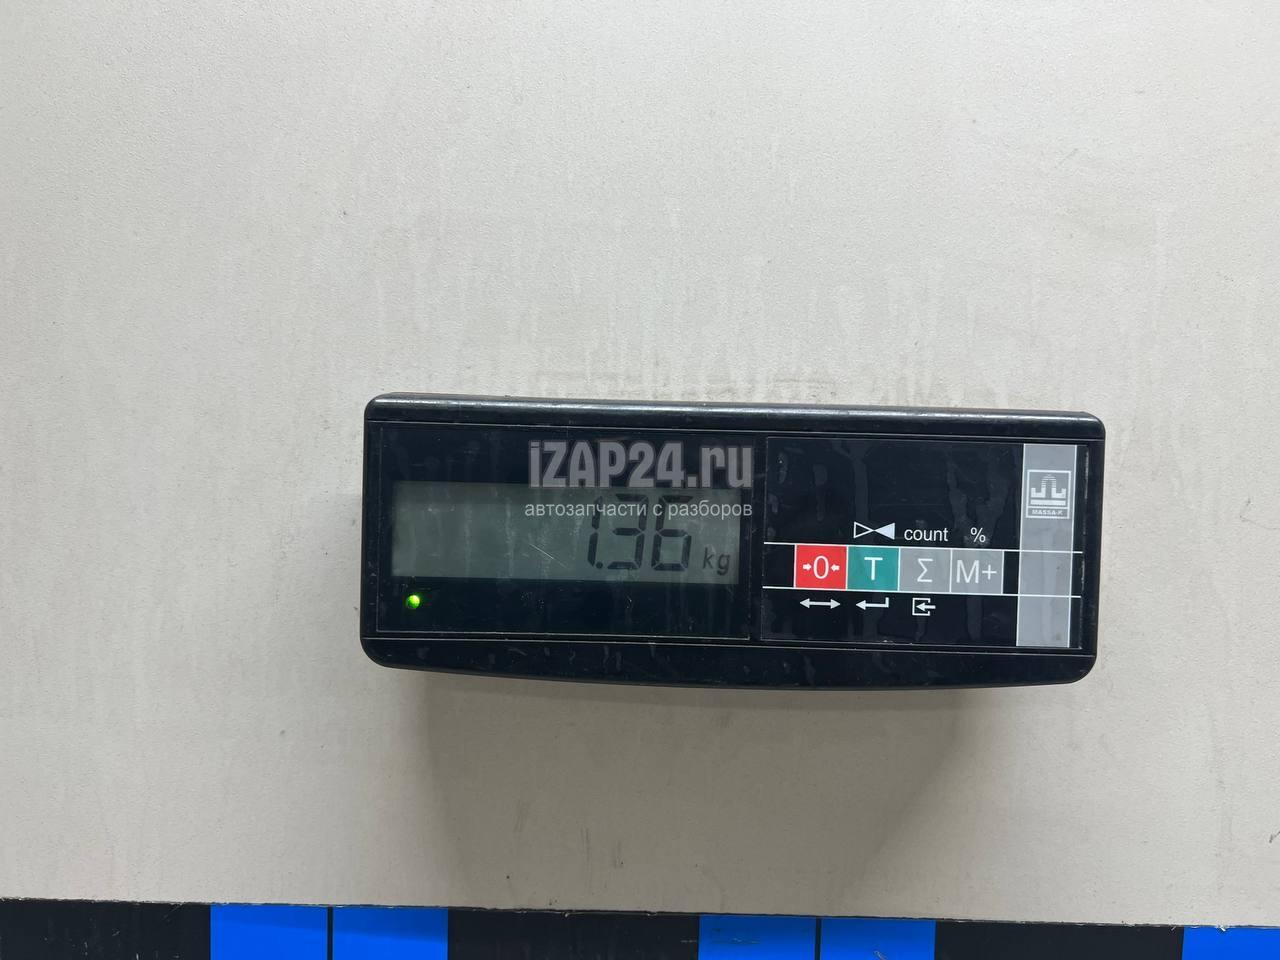 iZAP24.ru
автозапчасти с разборов
1.36 kg
MASSA-K
count %
→0← T Σ M+